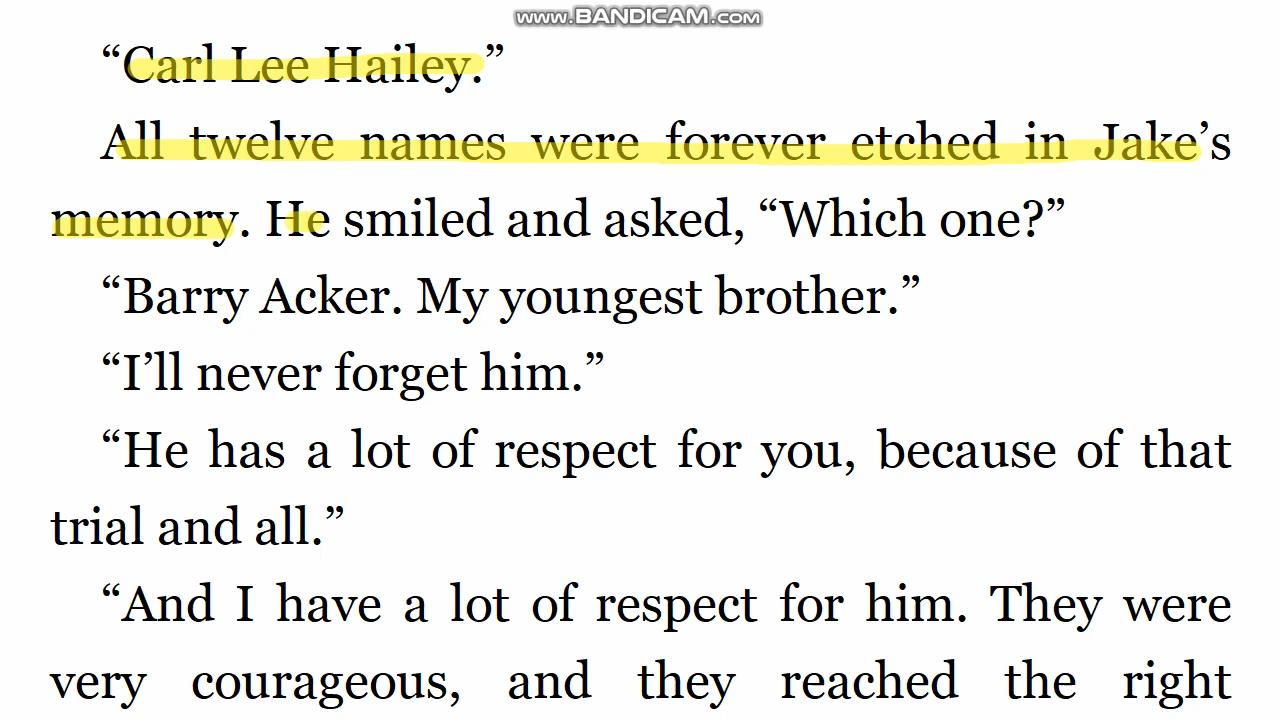 www.BANDICAM.com
“Carl Lee Hailey.”
All twelve names were forever etched in Jake’s
memory. He smiled and asked, “Which one?”
“Barry Acker. My youngest brother.”
“I’ll never forget him.”
“He has a lot of respect for you, because of that
trial and all.”
“And I have a lot of respect for him. They were
very courageous, and they reached the right